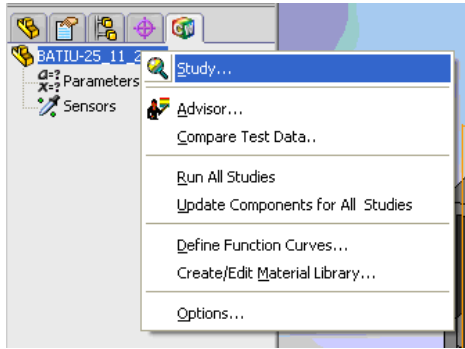 BATIU-25_11_2
Study...
a=?
x=? Parameters
Sensors
Advisor...
Compare Test Data..
Run All Studies
Update Components for All Studies
Define Function Curves...
Create/Edit Material Library...
Options...